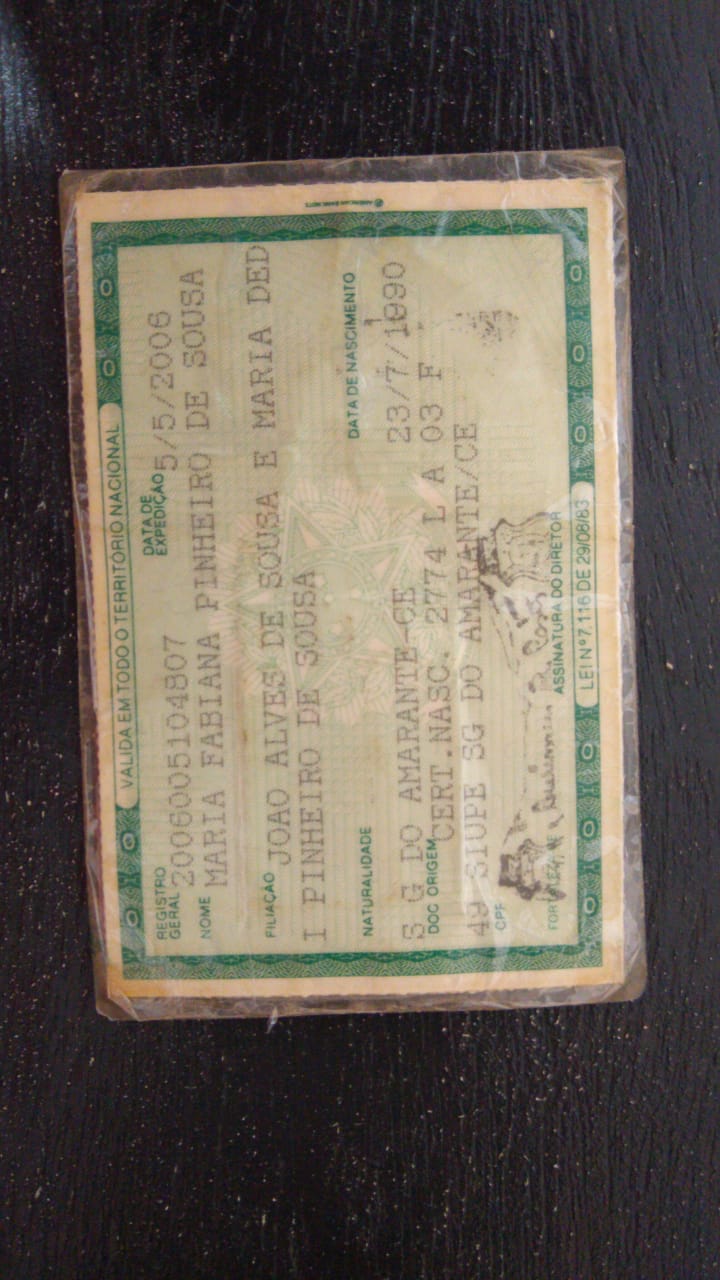 VALIDA EM TODO O TERRITÓRIO NACIONAL
REGISTRO GERAL 2006005104807 DATA DE EXPEDIÇÃO 5/5/2006
NOME MARIA FABIANA PINHEIRO DE SOUSA
FILIAÇÃO JOAO ALVES DE SOUSA E MARIA DED
I PINHEIRO DE SOUSA
NATURALIDADE DATA DE NASCIMENTO
S G DO AMARANTE-CE 23/7/1990
DOC ORIGEM CERT.NASC. 2774 L A 03 F
49 SIUPE SG DO AMARANTE/CE
CPF
ASSINATURA DO DIRETOR
LEI Nº 7.116 DE 29/08/83
AMERICAN BANK NOTE